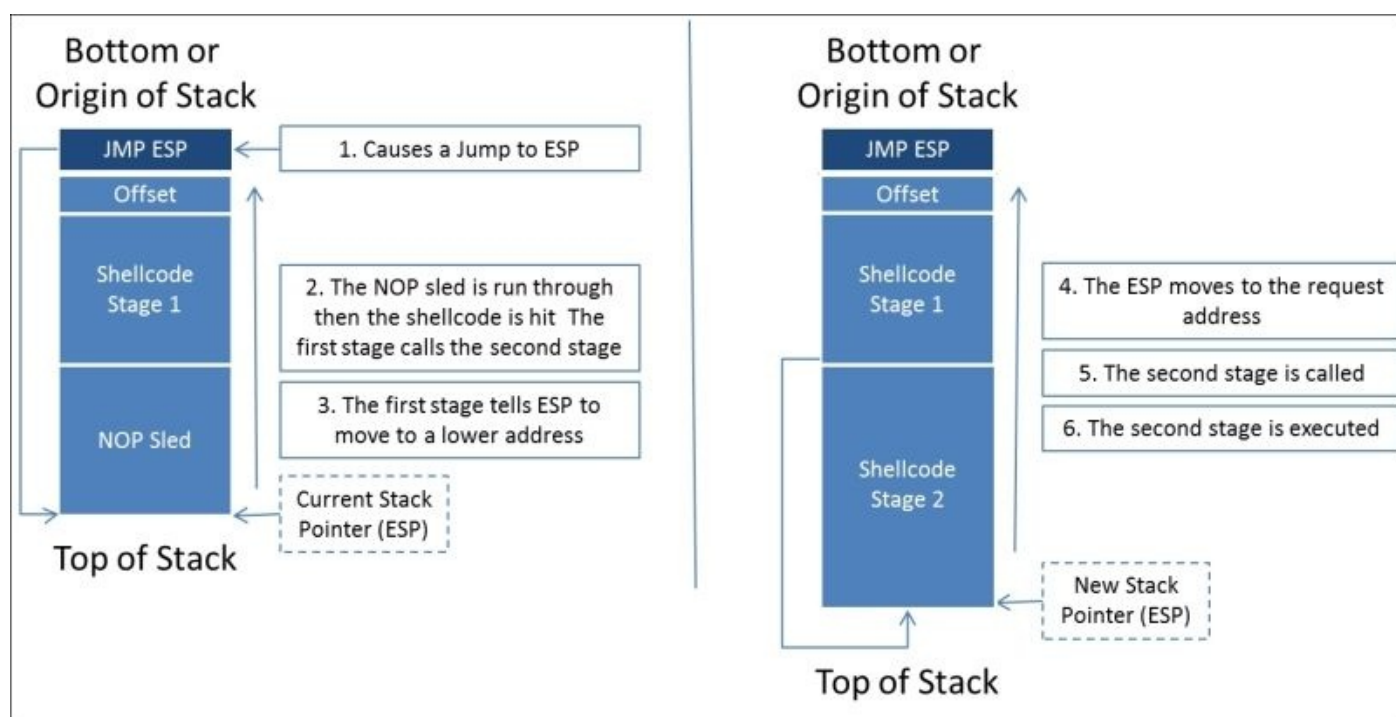 Bottom or
Origin of Stack
JMP ESP
1. Causes a Jump to ESP
Offset
Shellcode
Stage 1
2. The NOP sled is run through
then the shellcode is hit  The
first stage calls the second stage
3. The first stage tells ESP to
move to a lower address
NOP Sled
Current Stack
Pointer (ESP)
Top of Stack
Bottom or
Origin of Stack
JMP ESP
Offset
Shellcode
Stage 1
4. The ESP moves to the request
address
5. The second stage is called
6. The second stage is executed
Shellcode
Stage 2
New Stack
Pointer (ESP)
Top of Stack